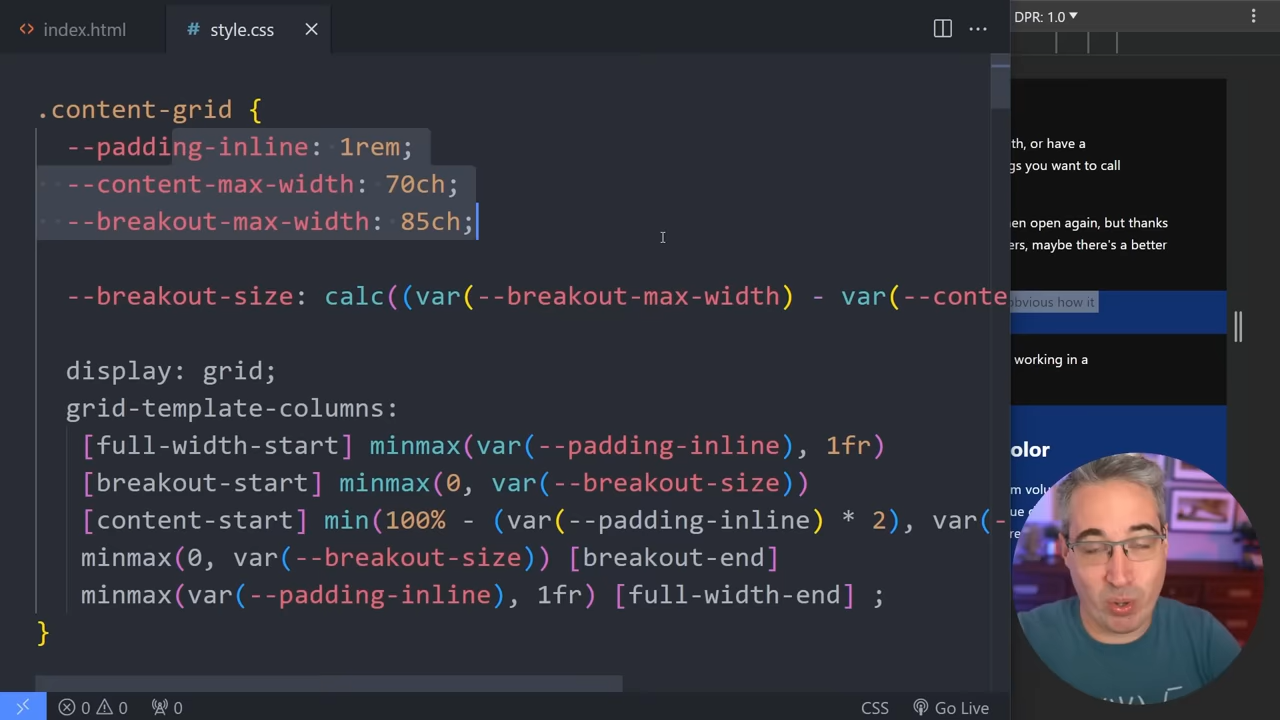 index.html
# style.css
DPR: 1.0
.content-grid {
--padding-inline: 1rem;
--content-max-width: 70ch;
--breakout-max-width: 85ch;
--breakout-size: calc((var(--breakout-max-width) - var(--conte
display: grid;
grid-template-columns:
[full-width-start] minmax(var(--padding-inline), 1fr)
[breakout-start] minmax(0, var(--breakout-size))
[content-start] min(100% - (var(--padding-inline) * 2), var(-
minmax(0, var(--breakout-size)) [breakout-end]
minmax(var(--padding-inline), 1fr) [full-width-end] ;
}
th, or have a
gs you want to call
en open again, but thanks
ers, maybe there's a better
obvious how it
working in a
olor
m volu
ue
0 0 0
CSS
Go Live